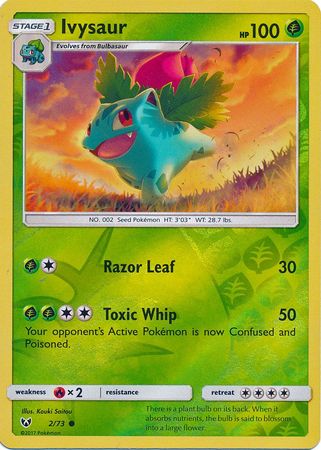 STAGE 1
Ivysaur
HP 100
Evolves from Bulbasaur
NO. 002 Seed Pokémon HT: 3'03" WT: 28.7 lbs.
Razor Leaf 30
Toxic Whip 50
Your opponent's Active Pokémon is now Confused and
Poisoned.
weakness × 2 resistance retreat
Illus. Kouki Saitou
2/73
©2017 Pokémon
There is a plant bulb on its back. When it
absorbs nutrients, the bulb is said to blossom
into a large flower.